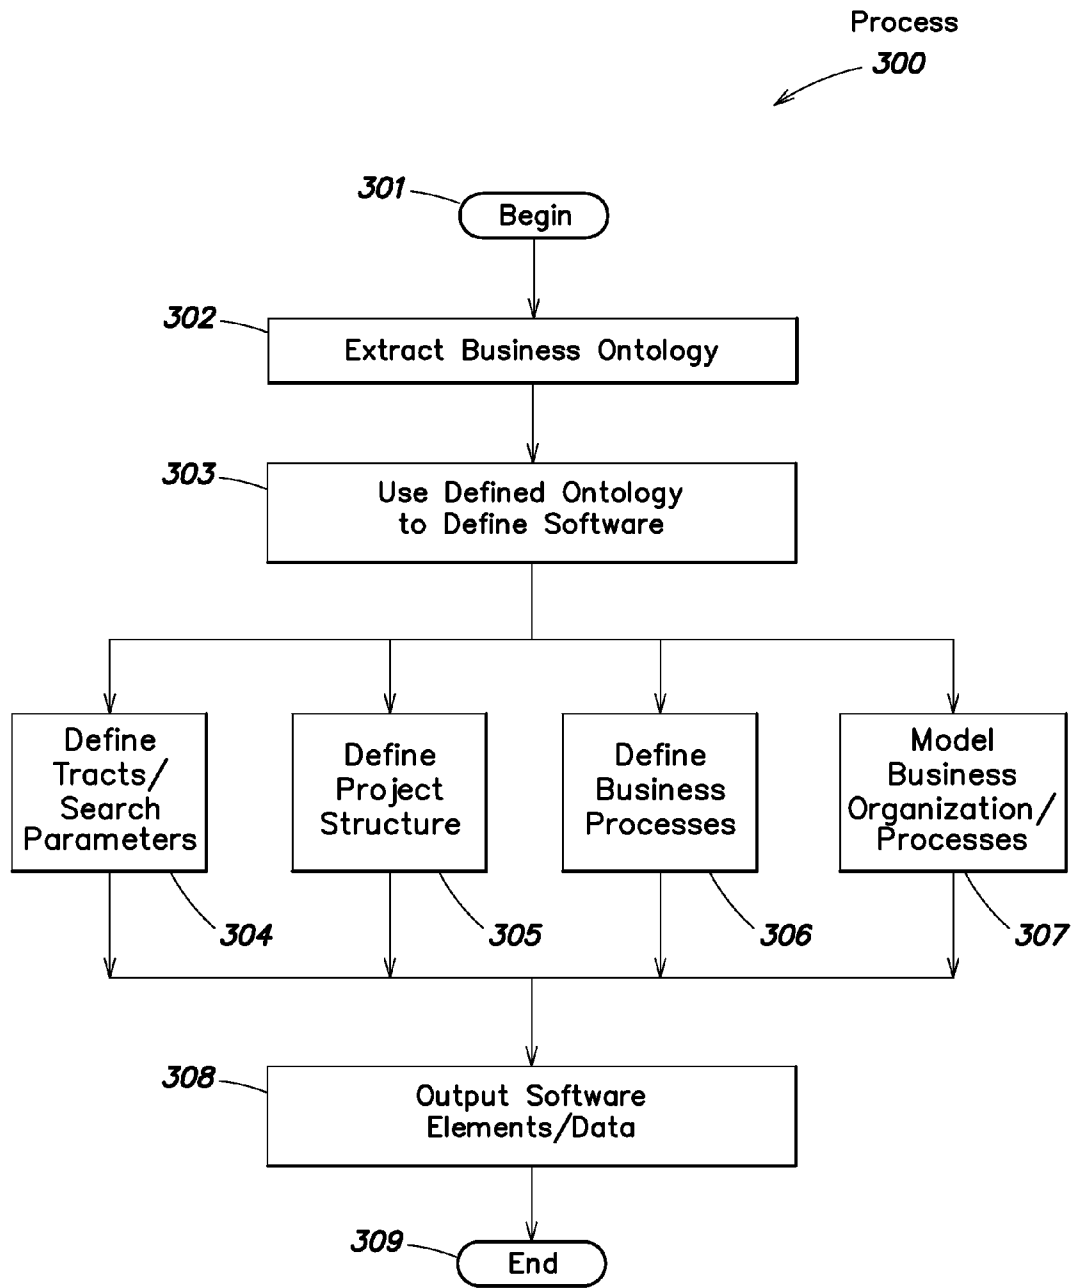 Process
300
301
Begin
302
Extract Business Ontology
303
Use Defined Ontology
to Define Software
Define
Tracts/
Search
Parameters
Define
Project
Structure
Define
Business
Processes
Model
Business
Organization/
Processes
304
305
306
307
308
Output Software
Elements/Data
309
End